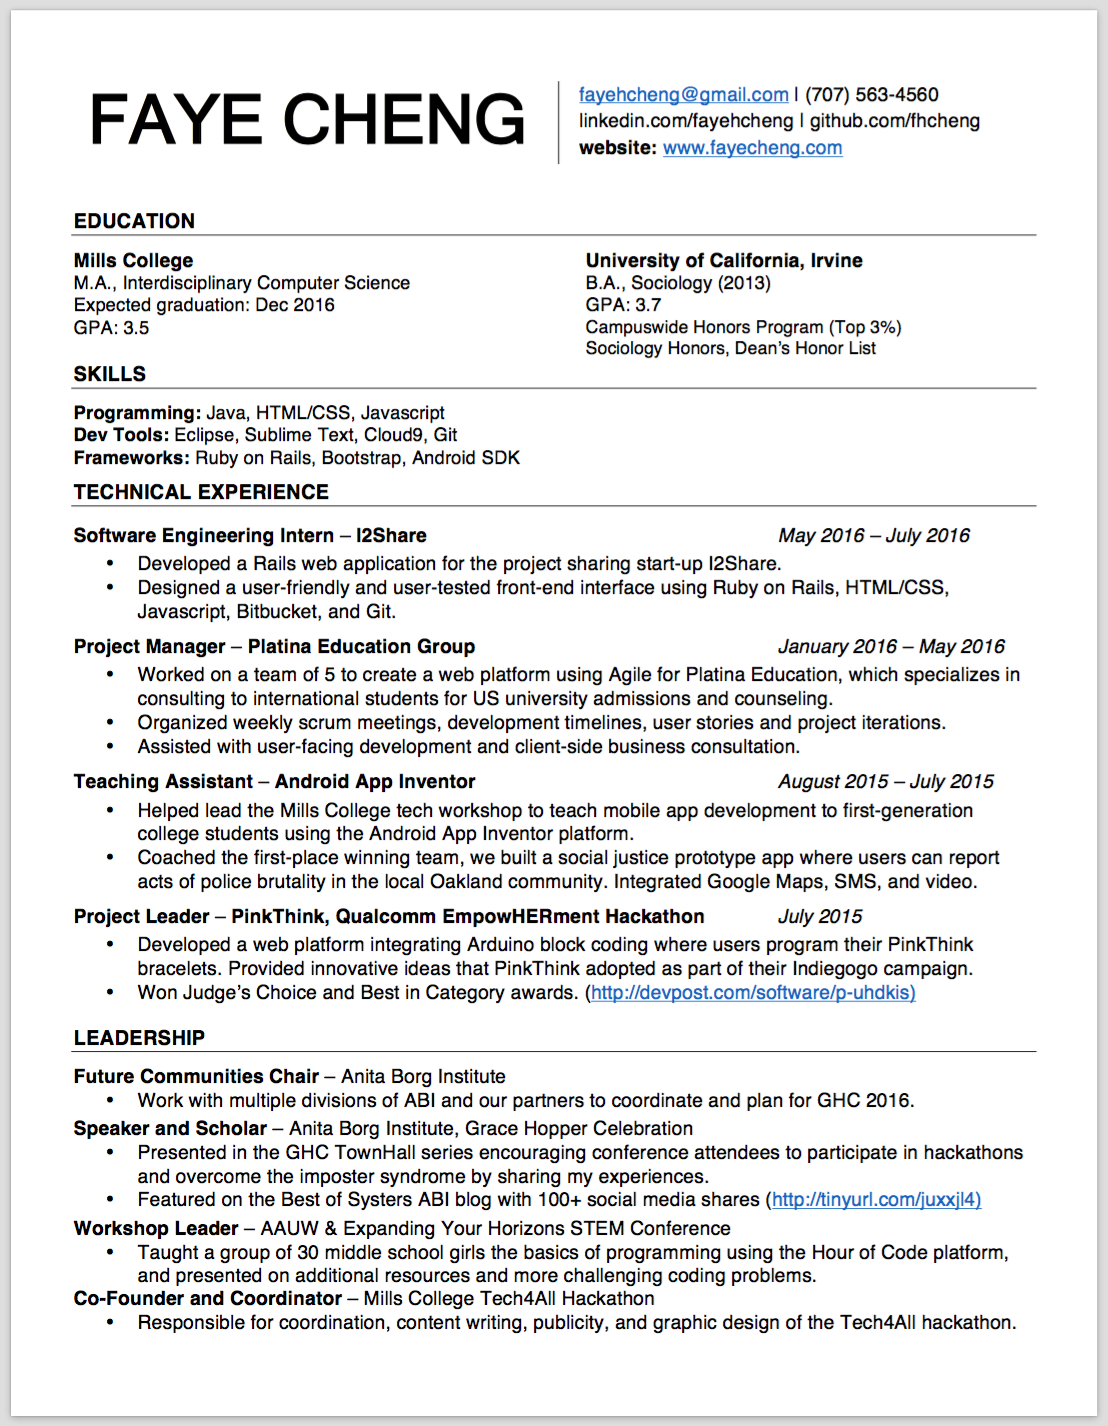 FAYE CHENG
fayehcheng@gmail.com | (707) 563-4560
linkedin.com/fayehcheng | github.com/fhcheng
website: www.fayecheng.com
EDUCATION
Mills College
M.A., Interdisciplinary Computer Science
Expected graduation: Dec 2016
GPA: 3.5
University of California, Irvine
B.A., Sociology (2013)
GPA: 3.7
Campuswide Honors Program (Top 3%)
Sociology Honors, Dean's Honor List
SKILLS
Programming: Java, HTML/CSS, Javascript
Dev Tools: Eclipse, Sublime Text, Cloud9, Git
Frameworks: Ruby on Rails, Bootstrap, Android SDK
TECHNICAL EXPERIENCE
Software Engineering Intern – I2Share May 2016 – July 2016
• Developed a Rails web application for the project sharing start-up I2Share.
• Designed a user-friendly and user-tested front-end interface using Ruby on Rails, HTML/CSS,
Javascript, Bitbucket, and Git.
Project Manager – Platina Education Group January 2016 – May 2016
• Worked on a team of 5 to create a web platform using Agile for Platina Education, which specializes in
consulting to international students for US university admissions and counseling.
• Organized weekly scrum meetings, development timelines, user stories and project iterations.
• Assisted with user-facing development and client-side business consultation.
Teaching Assistant – Android App Inventor August 2015 – July 2015
• Helped lead the Mills College tech workshop to teach mobile app development to first-generation
college students using the Android App Inventor platform.
• Coached the first-place winning team, we built a social justice prototype app where users can report
acts of police brutality in the local Oakland community. Integrated Google Maps, SMS, and video.
Project Leader – PinkThink, Qualcomm EmpowHERment Hackathon July 2015
• Developed a web platform integrating Arduino block coding where users program their PinkThink
bracelets. Provided innovative ideas that PinkThink adopted as part of their Indiegogo campaign.
• Won Judge's Choice and Best in Category awards. (http://devpost.com/software/p-uhdkis)
LEADERSHIP
Future Communities Chair – Anita Borg Institute
• Work with multiple divisions of ABI and our partners to coordinate and plan for GHC 2016.
Speaker and Scholar – Anita Borg Institute, Grace Hopper Celebration
• Presented in the GHC TownHall series encouraging conference attendees to participate in hackathons
and overcome the imposter syndrome by sharing my experiences.
• Featured on the Best of Systers ABI blog with 100+ social media shares (http://tinyurl.com/juxxjl4)
Workshop Leader – AAUW & Expanding Your Horizons STEM Conference
• Taught a group of 30 middle school girls the basics of programming using the Hour of Code platform,
and presented on additional resources and more challenging coding problems.
Co-Founder and Coordinator – Mills College Tech4All Hackathon
• Responsible for coordination, content writing, publicity, and graphic design of the Tech4All hackathon.